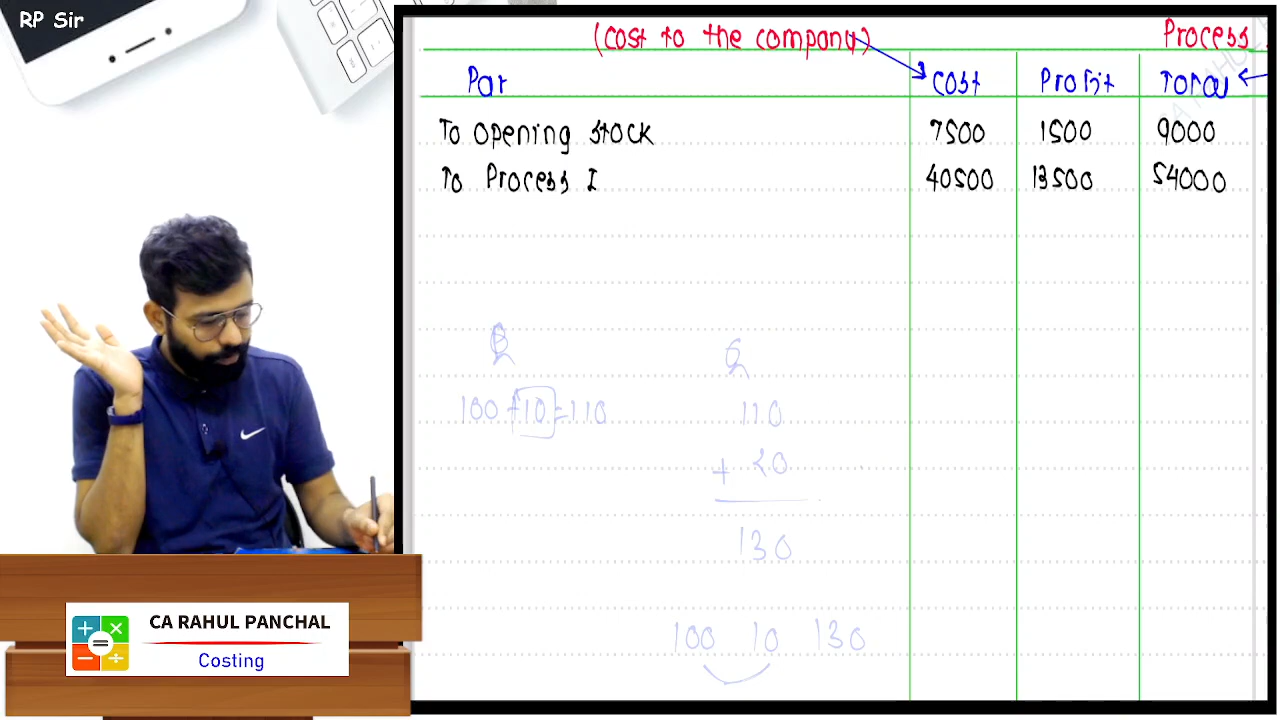 RP Sir
(cost to the company) Process
Par Cost Profit Total
To Opening Stock 7500 1500 9000
To Process I 40500 13500 54000
100 + 10 = 110 110
+ 20
130
100 10 130
CA RAHUL PANCHAL
Costing